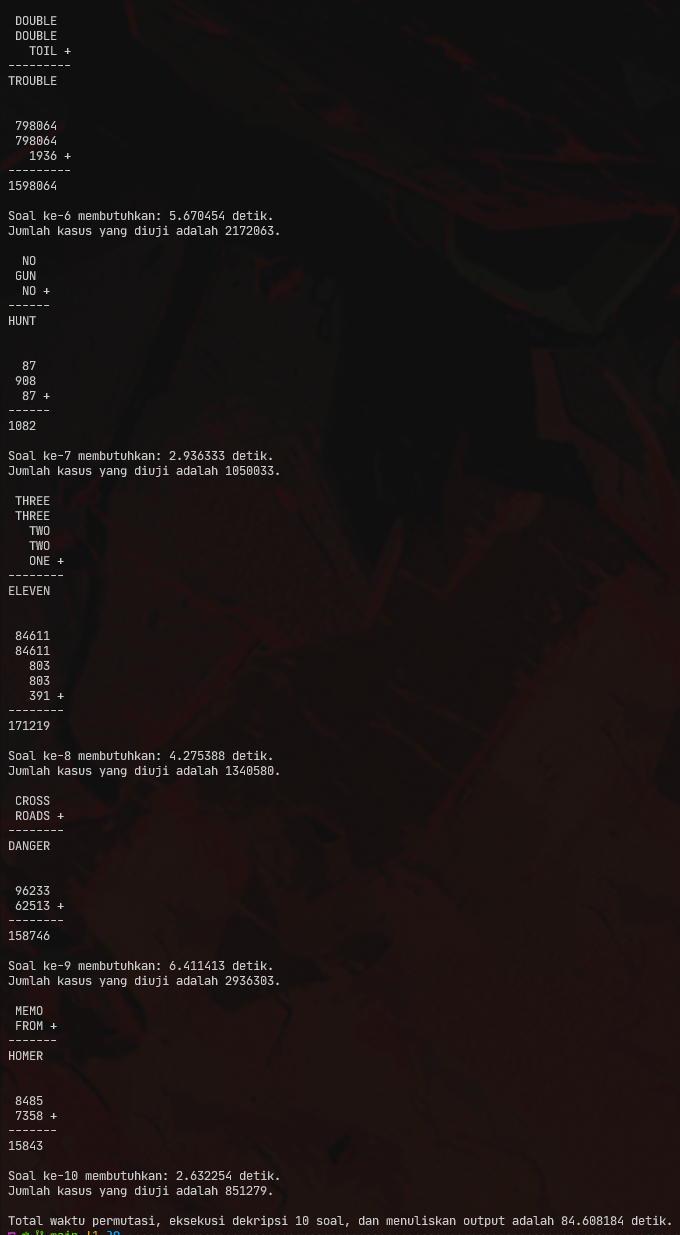 DOUBLE
DOUBLE
TOIL +
---------
TROUBLE
798064
798064
1936 +
---------
1598064
Soal ke-6 membutuhkan: 5.670454 detik.
Jumlah kasus yang diuji adalah 2172063.
NO
GUN
NO +
------
HUNT
87
908
87 +
------
1082
Soal ke-7 membutuhkan: 2.936333 detik.
Jumlah kasus yang diuji adalah 1050033.
THREE
THREE
TWO
TWO
ONE +
--------
ELEVEN
84611
84611
803
803
391 +
--------
171219
Soal ke-8 membutuhkan: 4.275388 detik.
Jumlah kasus yang diuji adalah 1340580.
CROSS
ROADS +
--------
DANGER
96233
62513 +
--------
158746
Soal ke-9 membutuhkan: 6.411413 detik.
Jumlah kasus yang diuji adalah 2936303.
MEMO
FROM +
-------
HOMER
8485
7358 +
-------
15843
Soal ke-10 membutuhkan: 2.632254 detik.
Jumlah kasus yang diuji adalah 851279.
Total waktu permutasi, eksekusi dekripsi 10 soal, dan menuliskan output adalah 84.608184 detik.